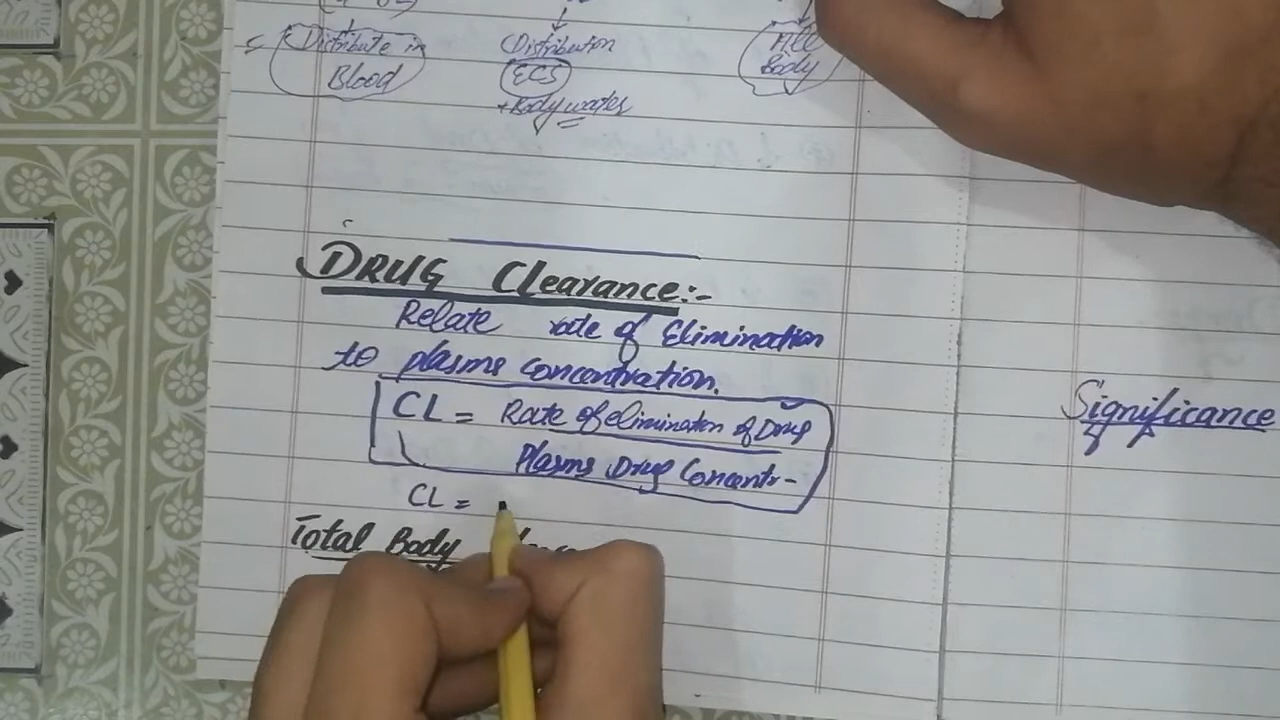 Distribute in
Blood
Distribution
ECS
+ Body water
All
Body
DRUG Clearance:-
Relate rate of Elimination
to plasma concentration.
CL = Rate of elimination of Drug
Plasma Drug Concentr-
CL =
Total Body
Significance